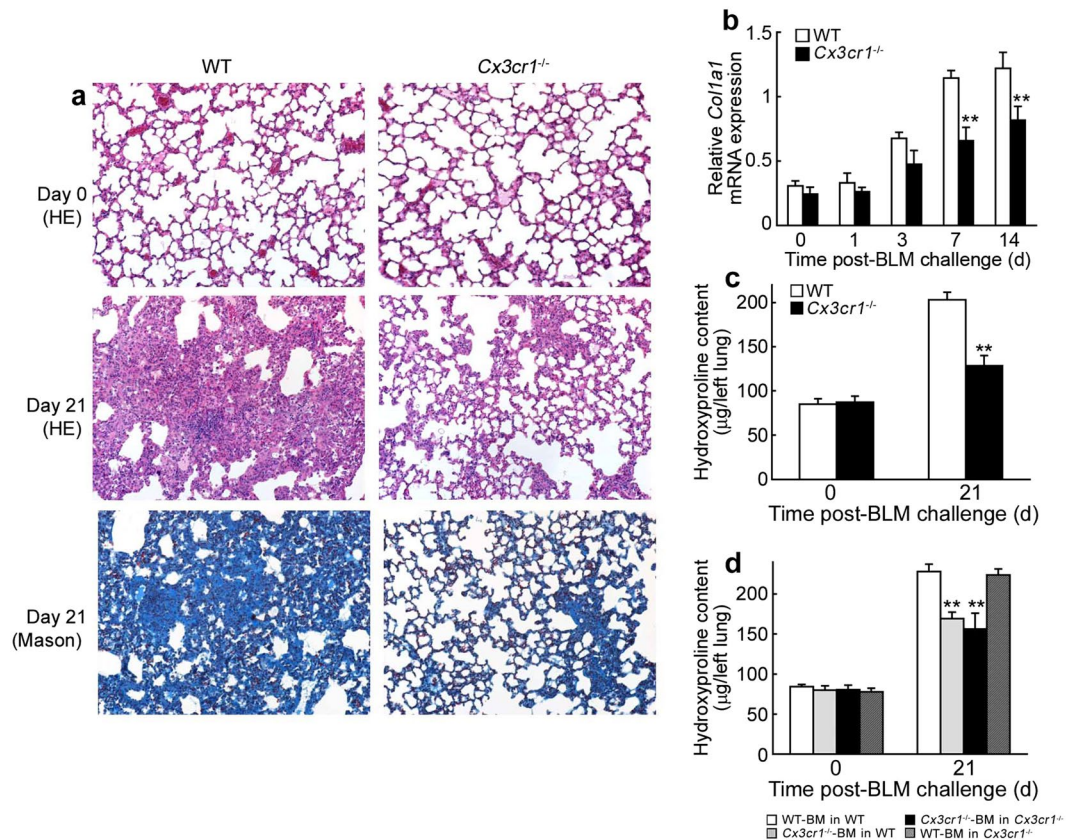 WT
Cx3cr1-/-
a
Day 0
(HE)
Day 21
(HE)
Day 21
(Mason)
b
WT
Cx3cr1-/-
Relative Col1a1
mRNA expression
1.5
1
0.5
0
0 1 3 7 14
** **
Time post-BLM challenge (d)
c
WT
Cx3cr1-/-
Hydroxyproline content
(µg/left lung)
200
150
100
50
0
**
0 21
Time post-BLM challenge (d)
d
Hydroxyproline content
(µg/left lung)
200
150
100
50
0
** **
0 21
Time post-BLM challenge (d)
WT-BM in WT
Cx3cr1-/--BM in Cx3cr1-/-
Cx3cr1-/--BM in WT
WT-BM in Cx3cr1-/-